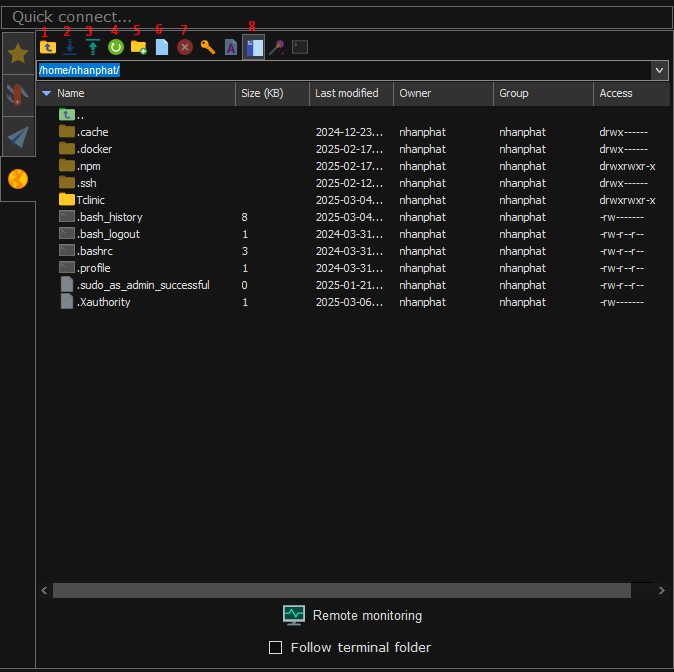 Quick connect...
1 2 3 4 5 6 7 8
A
/home/nhanphat/
Name Size (KB) Last modified Owner Group Access
..
.cache 2024-12-23... nhanphat nhanphat drwx------
.docker 2025-02-17... nhanphat nhanphat drwx------
.npm 2025-02-17... nhanphat nhanphat drwxrwxr-x
.ssh 2025-02-12... nhanphat nhanphat drwx------
Tclinic 2025-03-04... nhanphat nhanphat drwxrwxr-x
.bash_history 8 2025-03-04... nhanphat nhanphat -rw-------
.bash_logout 1 2024-03-31... nhanphat nhanphat -rw-r--r--
.bashrc 3 2024-03-31... nhanphat nhanphat -rw-r--r--
.profile 1 2024-03-31... nhanphat nhanphat -rw-r--r--
.sudo_as_admin_successful 0 2025-01-21... nhanphat nhanphat -rw-r--r--
.Xauthority 1 2025-03-06... nhanphat nhanphat -rw-------
Remote monitoring
Follow terminal folder